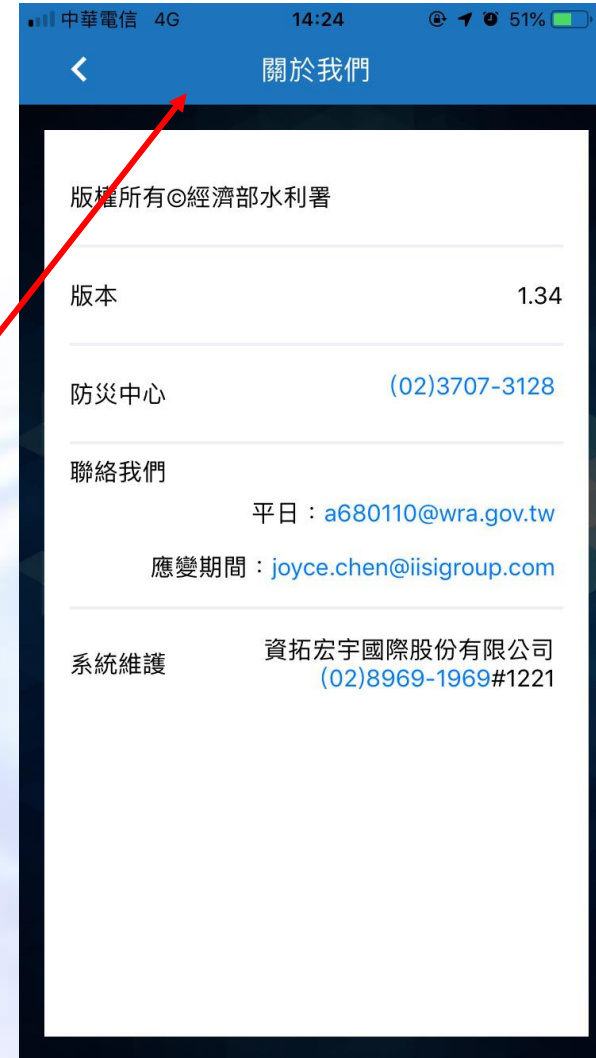 中華電信 4G 14:24 51%
關於我們
版權所有©經濟部水利署
版本 1.34
防災中心 (02)3707-3128
聯絡我們
平日：a680110@wra.gov.tw
應變期間：joyce.chen@iisigroup.com
系統維護 資拓宏宇國際股份有限公司
(02)8969-1969#1221